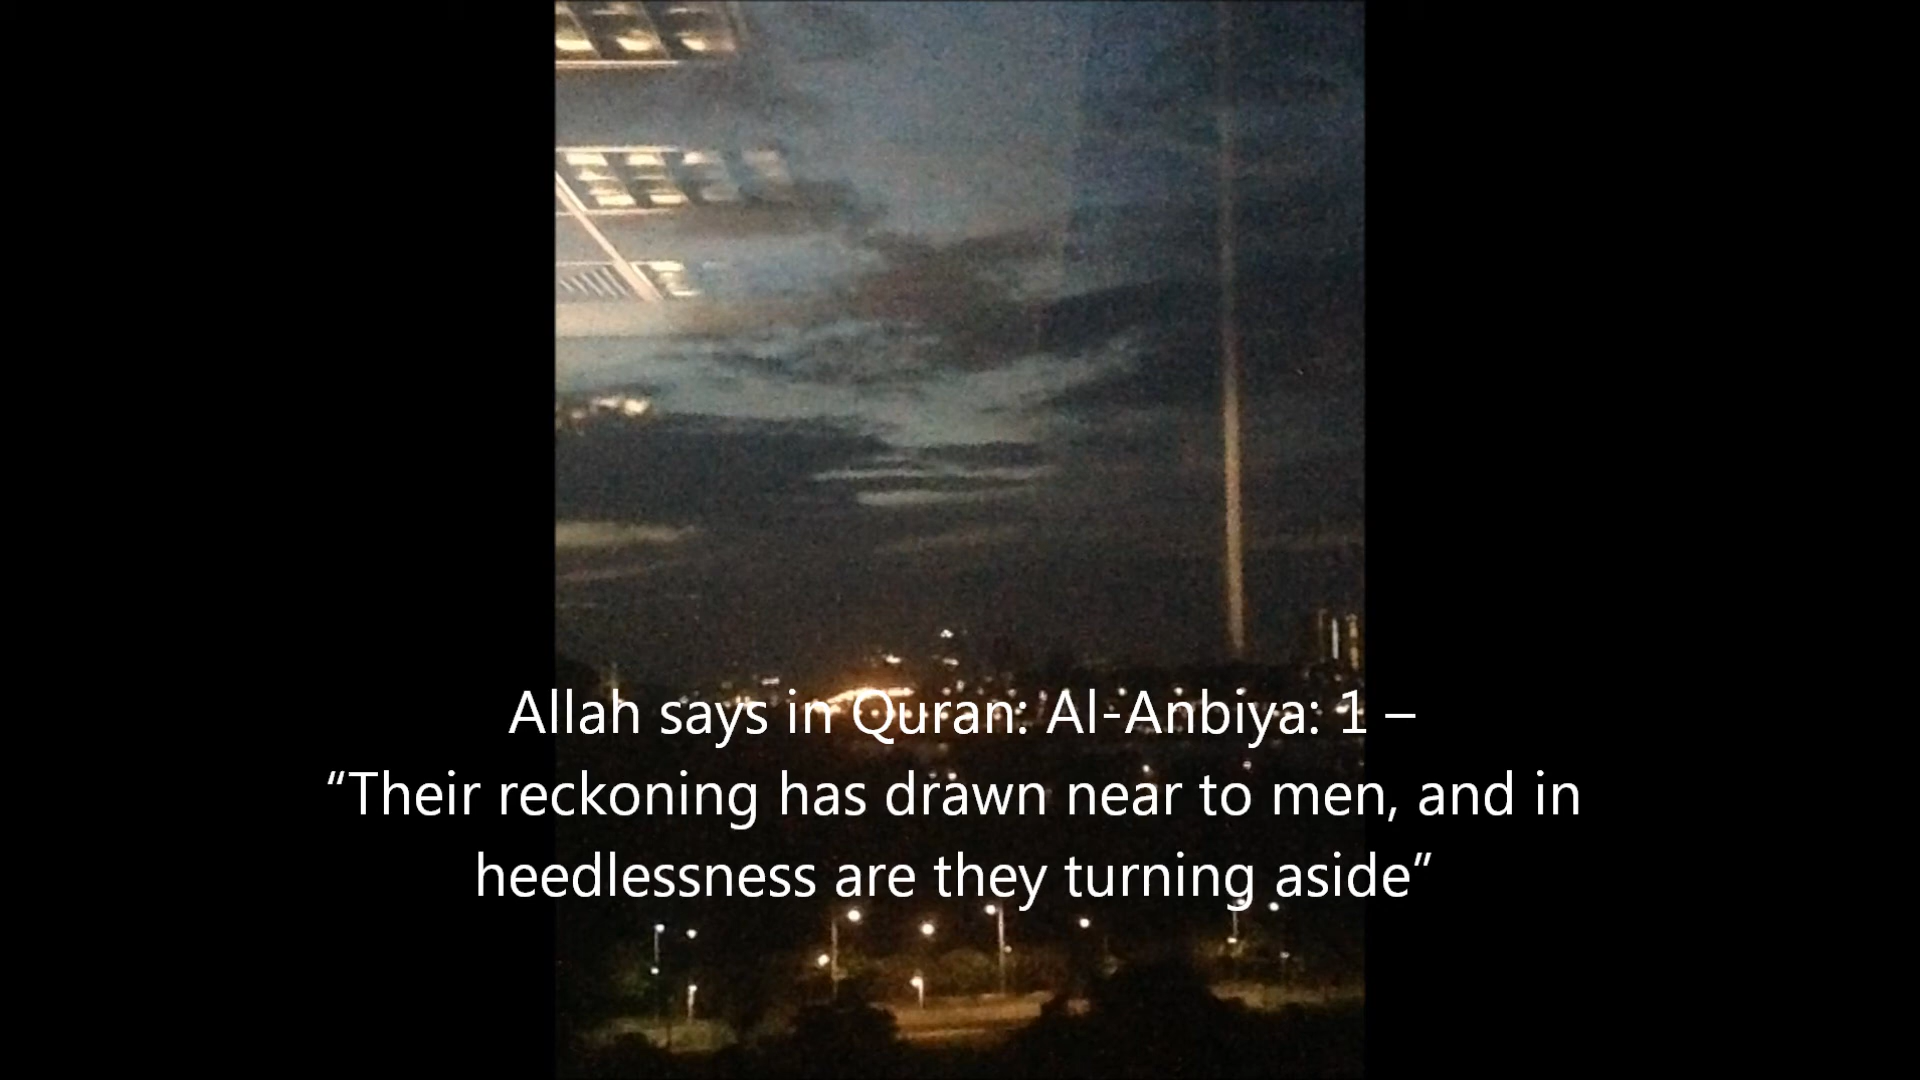 Allah says in Quran: Al-Anbiya: 1 –
“Their reckoning has drawn near to men, and in
heedlessness are they turning aside”